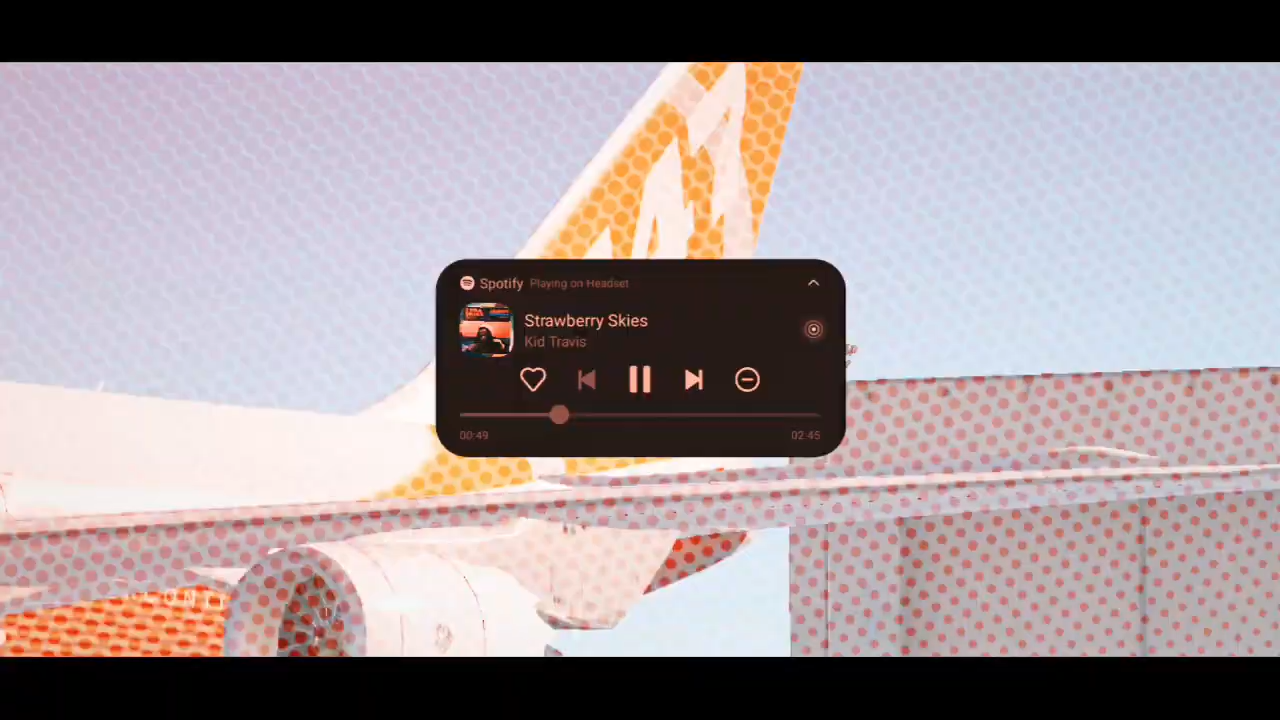 Spotify Playing on Headset
Strawberry Skies
Kid Travis
00:49
02:45